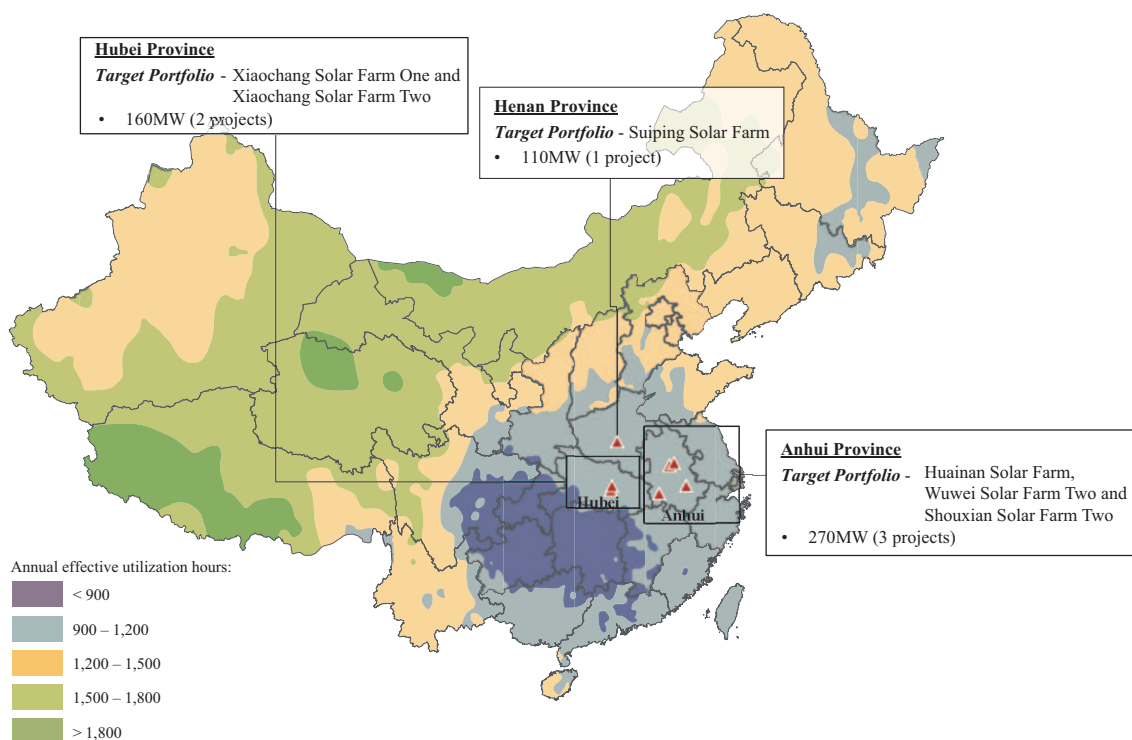 Hubei Province
Target Portfolio - Xiaochang Solar Farm One and
Xiaochang Solar Farm Two
• 160MW (2 projects)
Henan Province
Target Portfolio - Suiping Solar Farm
• 110MW (1 project)
Anhui Province
Target Portfolio - Huainan Solar Farm,
Wuwei Solar Farm Two and
Shouxian Solar Farm Two
• 270MW (3 projects)
Hubei
Anhui
Annual effective utilization hours:
< 900
900 – 1,200
1,200 – 1,500
1,500 – 1,800
> 1,800